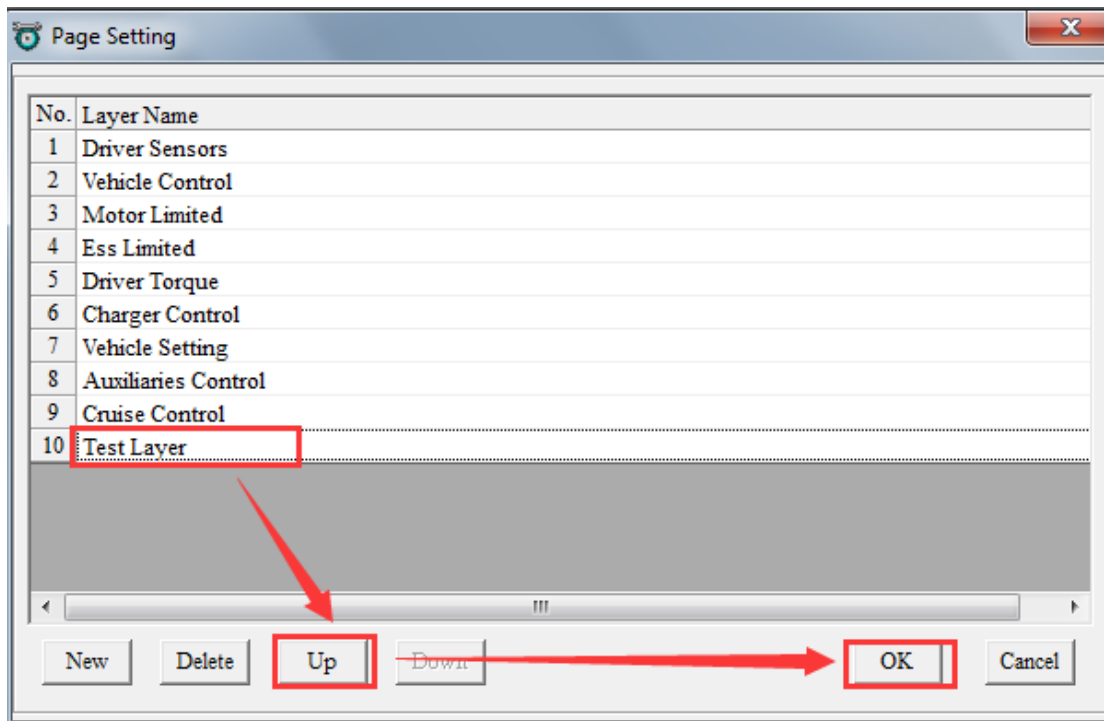 Page Setting
No. Layer Name
1 Driver Sensors
2 Vehicle Control
3 Motor Limited
4 Ess Limited
5 Driver Torque
6 Charger Control
7 Vehicle Setting
8 Auxiliaries Control
9 Cruise Control
10 Test Layer
New Delete Up Down OK Cancel